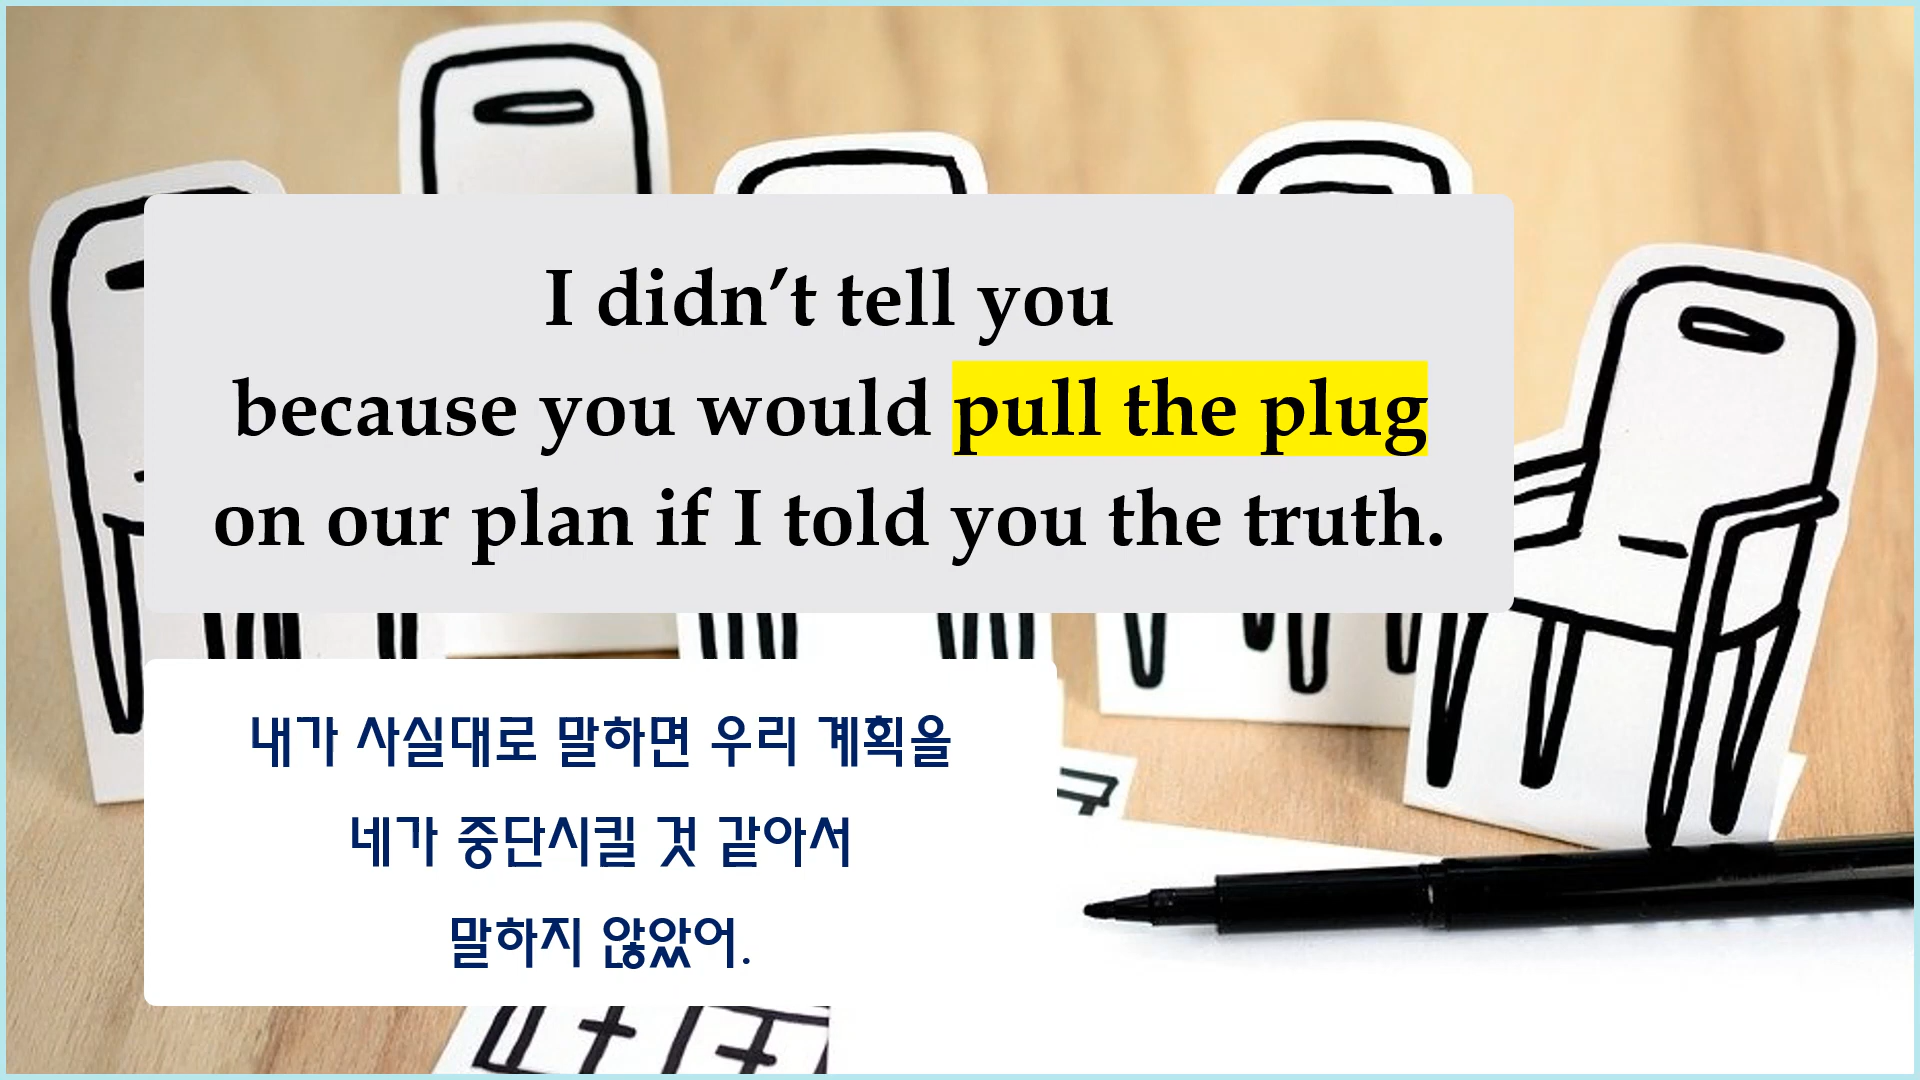 I didn’t tell you
because you would pull the plug
on our plan if I told you the truth.
내가 사실대로 말하면 우리 계획을
네가 중단시킬 것 같아서
말하지 않았어.